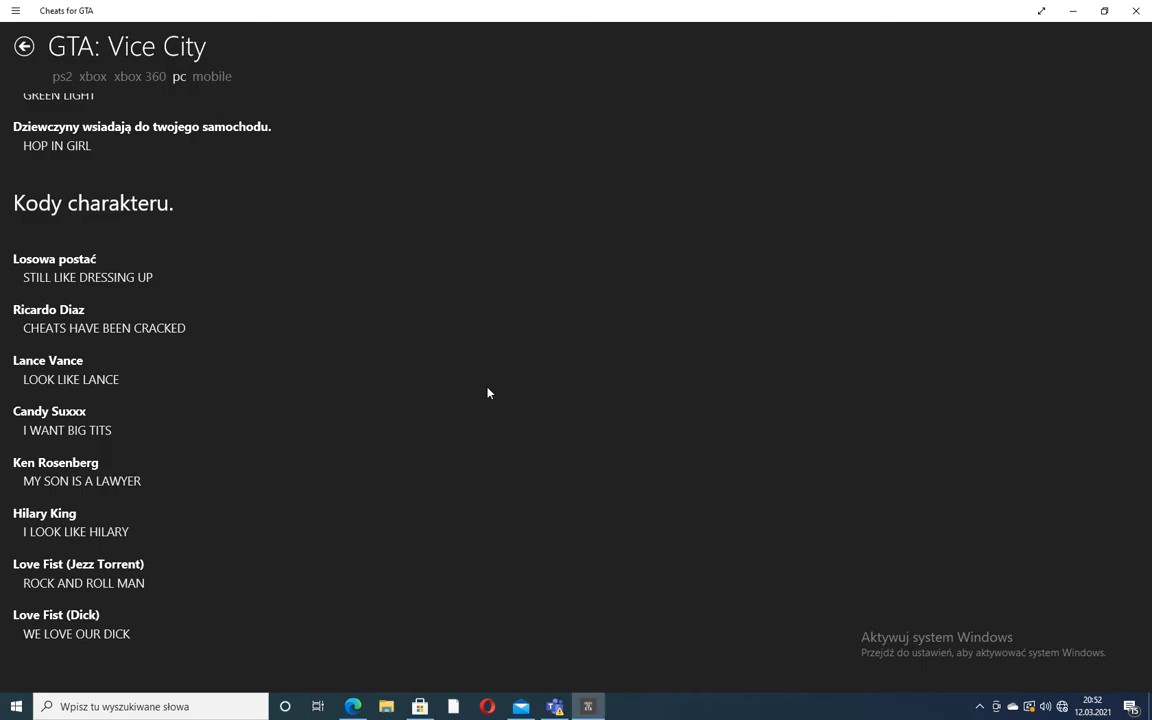 Cheats for GTA
GTA: Vice City
ps2 xbox xbox 360 pc mobile
GREEN LIGHT
Dziewczyny wsiadają do twojego samochodu.
HOP IN GIRL
Kody charakteru.
Losowa postać
STILL LIKE DRESSING UP
Ricardo Diaz
CHEATS HAVE BEEN CRACKED
Lance Vance
LOOK LIKE LANCE
Candy Suxxx
I WANT BIG TITS
Ken Rosenberg
MY SON IS A LAWYER
Hilary King
I LOOK LIKE HILARY
Love Fist (Jezz Torrent)
ROCK AND ROLL MAN
Love Fist (Dick)
WE LOVE OUR DICK
Aktywuj system Windows
Przejdź do ustawień, aby aktywować system Windows.
Wpisz tu wyszukiwane słowa
20:52
12.03.2021
15